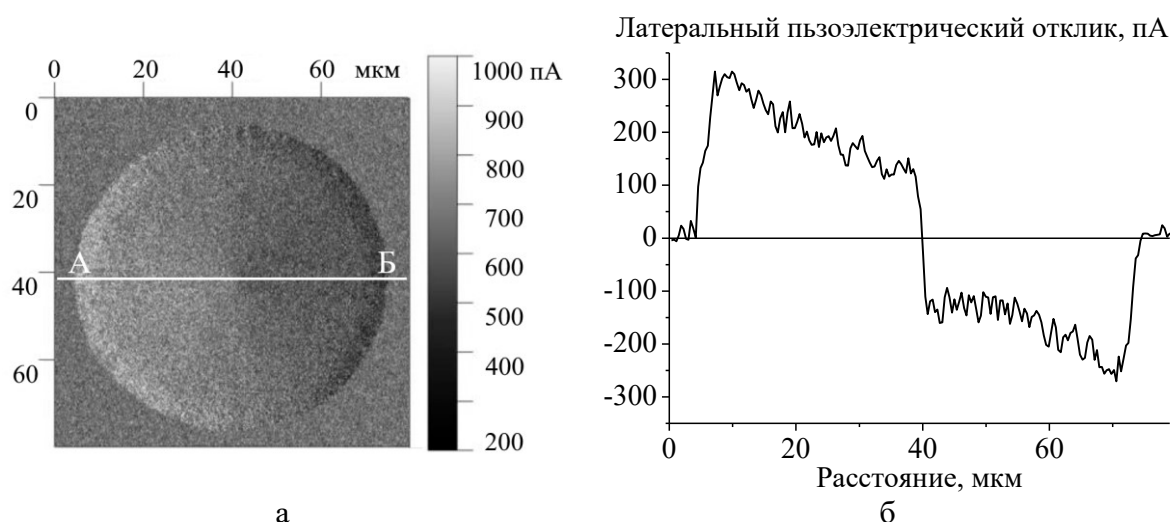 0 20 40 60 мкм
0
20
40
60
А Б
1000 пА
900
800
700
600
500
400
200
а
Латеральный пьзоэлектрический отклик, пА
300
200
100
0
-100
-200
-300
0 20 40 60
Расстояние, мкм
б